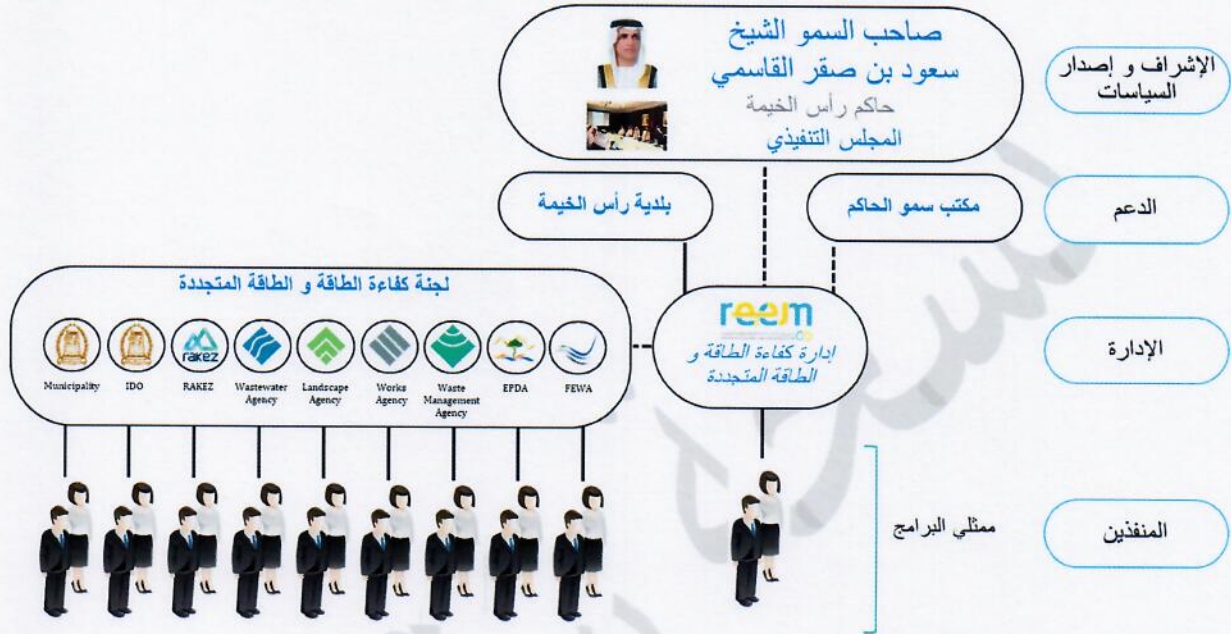 صاحب السمو الشيخ
سعود بن صقر القاسمي
حاكم رأس الخيمة
المجلس التنفيذي
الإشراف و إصدار
السياسات
الدعم
مكتب سمو الحاكم
بلدية رأس الخيمة
الإدارة
reem
إدارة كفاءة الطاقة و
الطاقة المتجددة
لجنة كفاءة الطاقة و الطاقة المتجددة
rakez
Municipality
IDO
RAKEZ
Wastewater
Agency
Landscape
Agency
Works
Agency
Waste
Management
Agency
EPDA
FEWA
المنفذين
ممثلي البرامج